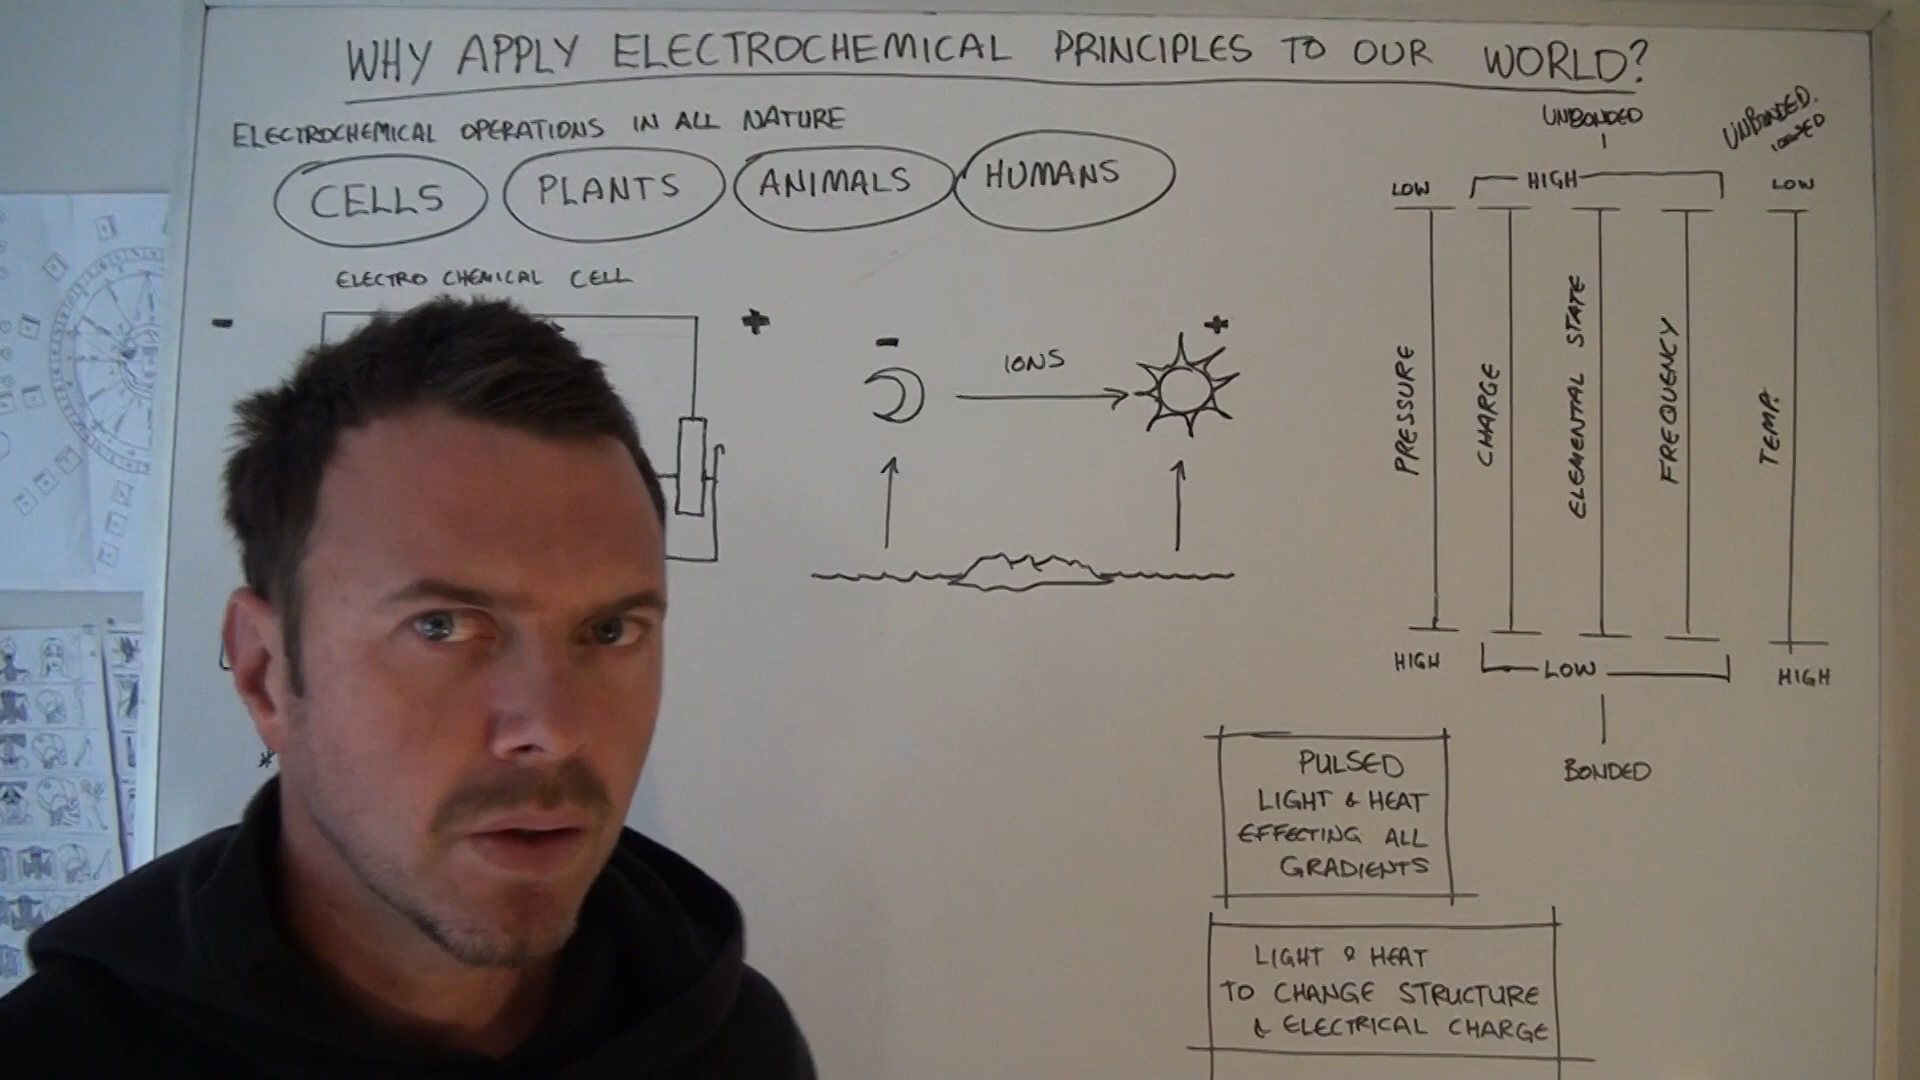 WHY APPLY ELECTROCHEMICAL PRINCIPLES TO OUR WORLD?
ELECTROCHEMICAL OPERATIONS IN ALL NATURE
CELLS
PLANTS
ANIMALS
HUMANS
ELECTRO CHEMICAL CELL
-
+
-
IONS
+
UNBONDED
UNBONDED.
LOW
HIGH
LOW
PRESSURE
CHARGE
ELEMENTAL STATE
FREQUENCY
TEMP.
HIGH
LOW
HIGH
BONDED
PULSED
LIGHT & HEAT
EFFECTING ALL
GRADIENTS
LIGHT & HEAT
TO CHANGE STRUCTURE
& ELECTRICAL CHARGE